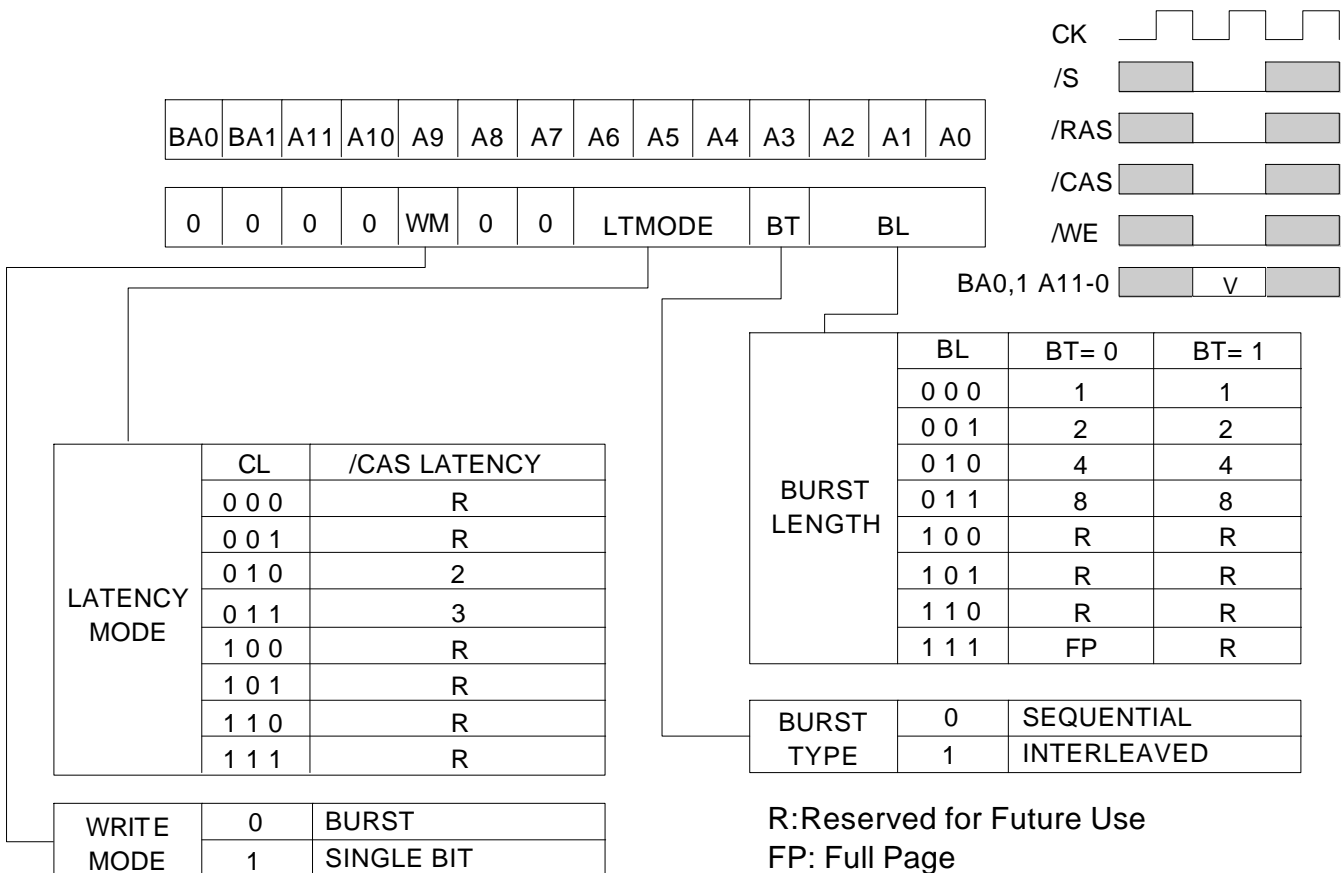 CK
/S
/RAS
/CAS
/WE
BA0,1 A11-0 V
BA0 BA1 A11 A10 A9 A8 A7 A6 A5 A4 A3 A2 A1 A0
0 0 0 0 WM 0 0 LTMODE BT BL
BURST
LENGTH
BL BT= 0 BT= 1
0 0 0 1 1
0 0 1 2 2
0 1 0 4 4
0 1 1 8 8
1 0 0 R R
1 0 1 R R
1 1 0 R R
1 1 1 FP R
LATENCY
MODE
CL /CAS LATENCY
0 0 0 R
0 0 1 R
0 1 0 2
0 1 1 3
1 0 0 R
1 0 1 R
1 1 0 R
1 1 1 R
BURST
TYPE
0 SEQUENTIAL
1 INTERLEAVED
WRITE
MODE
0 BURST
1 SINGLE BIT
R:Reserved for Future Use
FP: Full Page